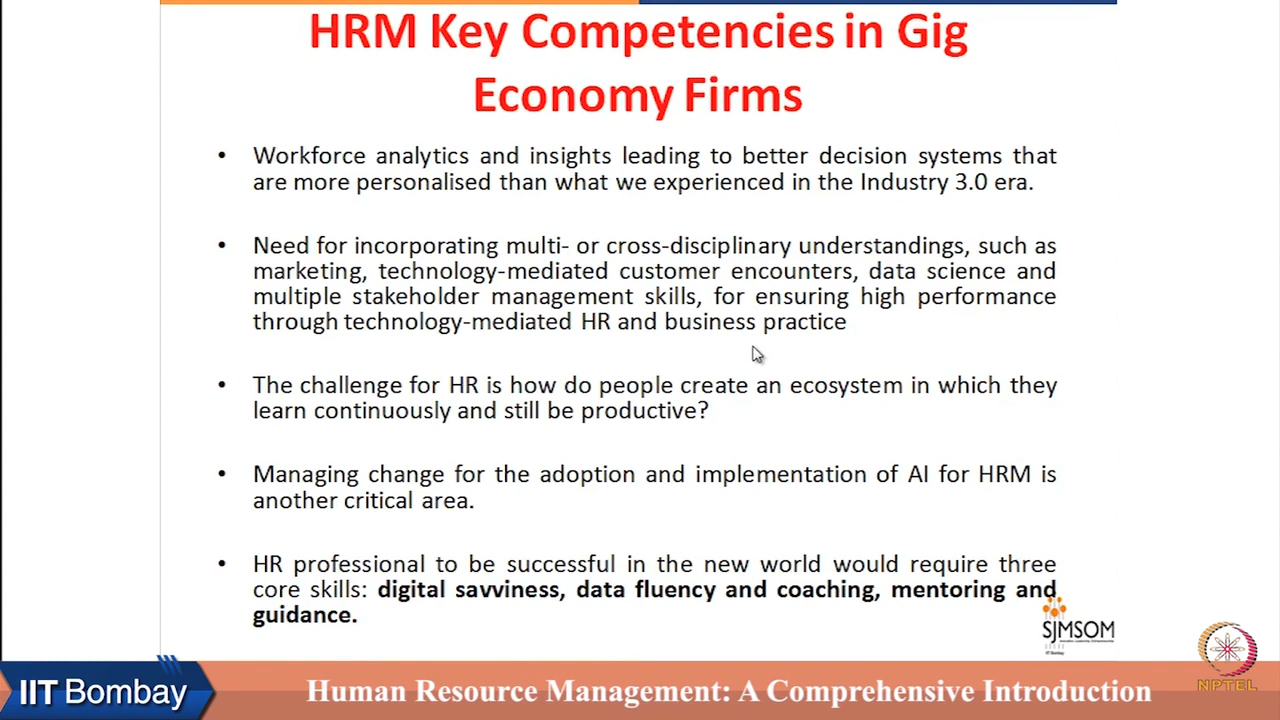 HRM Key Competencies in Gig
Economy Firms
• Workforce analytics and insights leading to better decision systems that
are more personalised than what we experienced in the Industry 3.0 era.
• Need for incorporating multi- or cross-disciplinary understandings, such as
marketing, technology-mediated customer encounters, data science and
multiple stakeholder management skills, for ensuring high performance
through technology-mediated HR and business practice
• The challenge for HR is how do people create an ecosystem in which they
learn continuously and still be productive?
• Managing change for the adoption and implementation of AI for HRM is
another critical area.
• HR professional to be successful in the new world would require three
core skills: digital savviness, data fluency and coaching, mentoring and
guidance.
SJMSOM
IIT Bombay
NPTEL
IIT Bombay
Human Resource Management: A Comprehensive Introduction